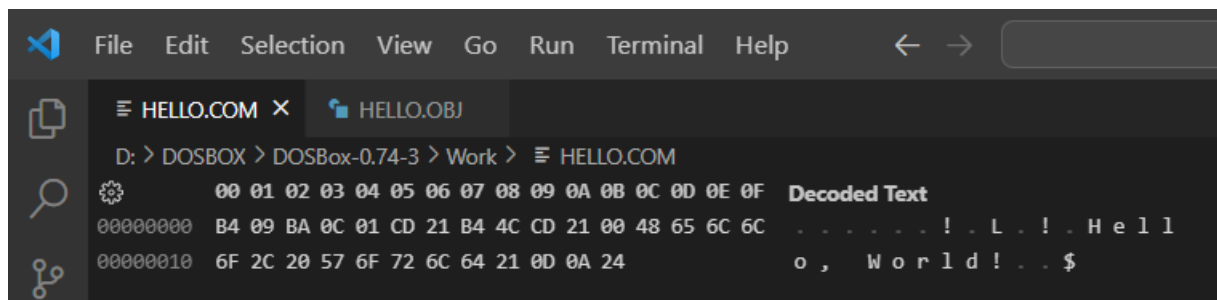 File Edit Selection View Go Run Terminal Help
HELLO.COM HELLO.OBJ
D: > DOSBOX > DOSBox-0.74-3 > Work > HELLO.COM
00 01 02 03 04 05 06 07 08 09 0A 0B 0C 0D 0E 0F Decoded Text
00000000 B4 09 BA 0C 01 CD 21 B4 4C CD 21 00 48 65 6C 6C . . . . . . ! . L . ! . H e l l
00000010 6F 2C 20 57 6F 72 6C 64 21 0D 0A 24 o , W o r l d ! . . $